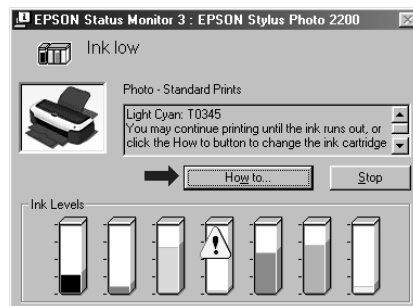 EPSON Status Monitor 3 : EPSON Stylus Photo 2200
Ink low
Photo - Standard Prints
Light Cyan: T0345
You may continue printing until the ink runs out, or
click the How to button to change the ink cartridge
How to...
Stop
Ink Levels